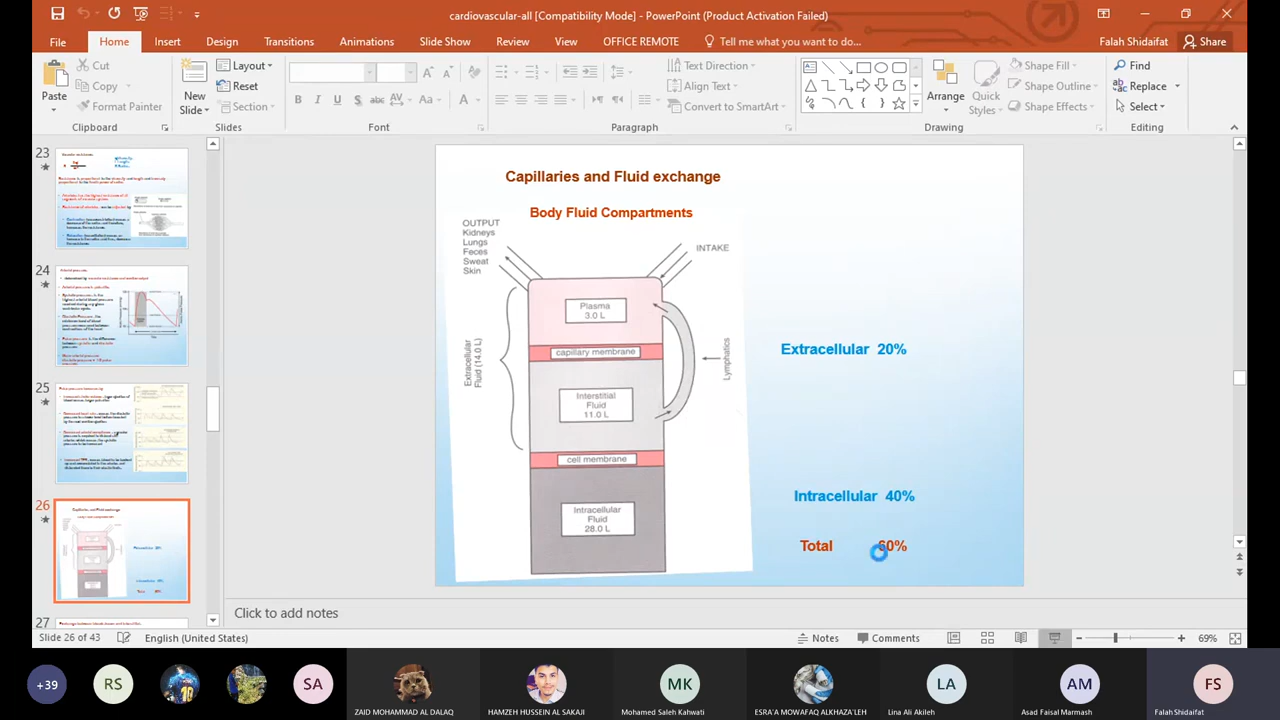 cardiovascular-all [Compatibility Mode] - PowerPoint (Product Activation Failed)
File Home Insert Design Transitions Animations Slide Show Review View OFFICE REMOTE Tell me what you want to do... Falah Shidaifat Share
Cut
Copy
Format Painter
Paste
Clipboard
New
Slide
Layout
Reset
Section
Slides
Font
Text Direction
Align Text
Convert to SmartArt
Paragraph
Arrange
Quick
Styles
Shape Fill
Shape Outline
Shape Effects
Drawing
Find
Replace
Select
Editing
23
24
25
26
27
Capillaries and Fluid exchange
Body Fluid Compartments
OUTPUT
Kidneys
Lungs
Feces
Sweat
Skin
INTAKE
Plasma
3.0 L
capillary membrane
Extracellular
Fluid (14.0 L)
Lymphatics
Interstitial
Fluid
11.0 L
cell membrane
Intracellular
Fluid
28.0 L
Extracellular 20%
Intracellular 40%
Total 60%
Click to add notes
Slide 26 of 43 English (United States) Notes Comments 69%
+39 RS SA MK LA AM FS
10
ZAID MOHAMMAD AL DALAQ HAMZEH HUSSEIN AL SAKAJI Mohamed Saleh Kahwati ESRA'A MOWAFAQ ALKHAZA'LEH Lina Ali Akileh Asad Faisal Marmash Falah Shidaifat